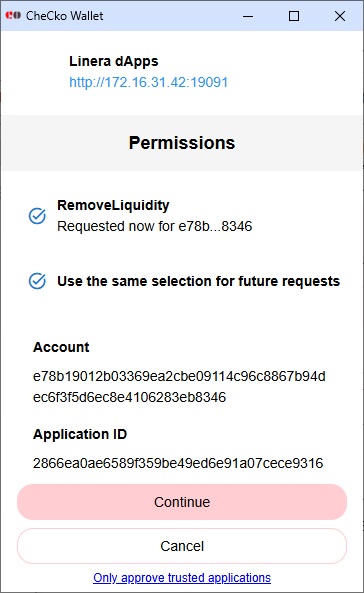 CheCko Wallet
Linera dApps
http://172.16.31.42:19091
Permissions
RemoveLiquidity
Requested now for e78b...8346
Use the same selection for future requests
Account
e78b19012b03369ea2cbe09114c96c8867b94d
ec6f3f5d6ec8e4106283eb8346
Application ID
2866ea0ae6589f359be49ed6e91a07cece9316
Continue
Cancel
Only approve trusted applications